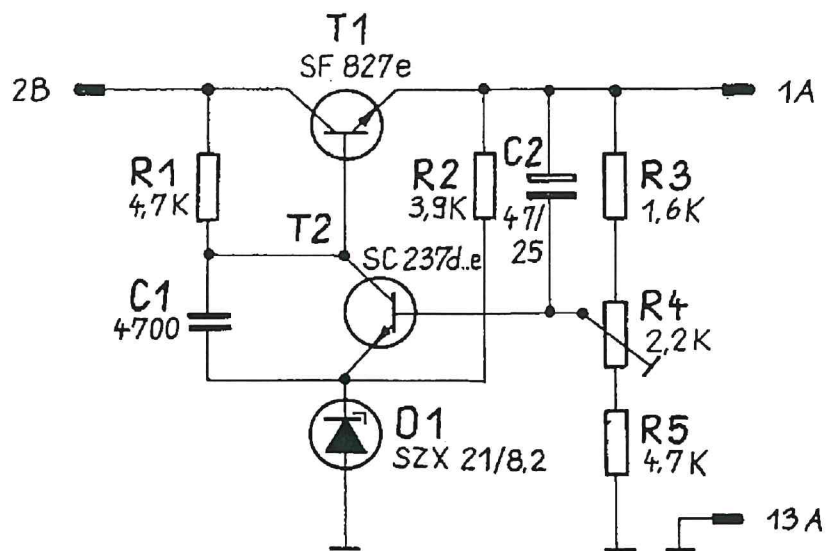 T1
SF 827e
2B
1A
R1
4,7K
R2
3,9K
C2
47/
25
R3
1,6K
T2
SC 237d..e
C1
4700
R4
2,2K
D1
SZX 21/8,2
R5
4,7K
13A